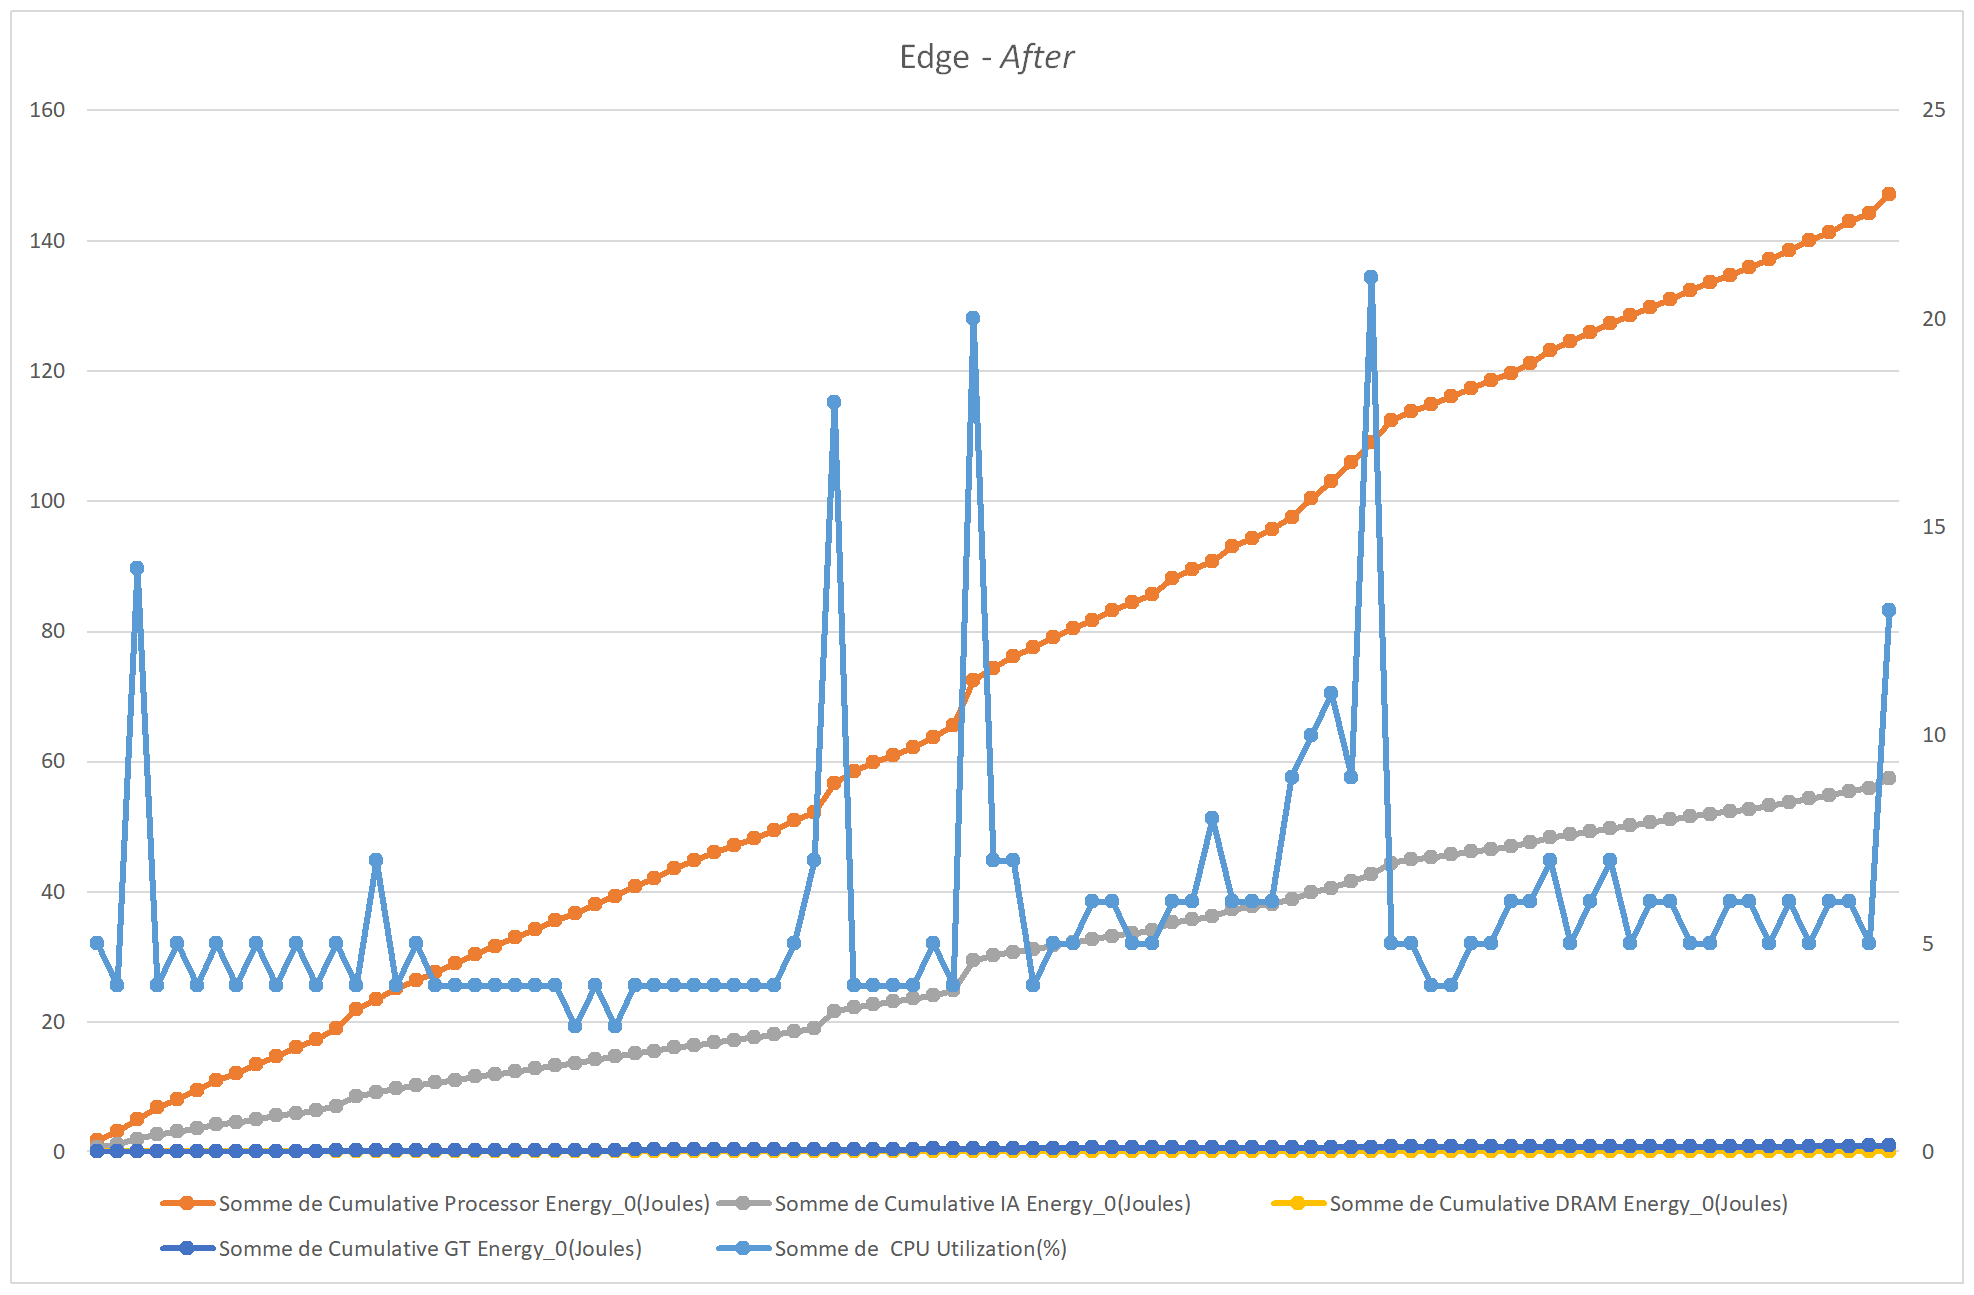 Edge - After
160
140
120
100
80
60
40
20
0
25
20
15
10
5
0
Somme de Cumulative Processor Energy_0(Joules)
Somme de Cumulative IA Energy_0(Joules)
Somme de Cumulative DRAM Energy_0(Joules)
Somme de Cumulative GT Energy_0(Joules)
Somme de  CPU Utilization(%)